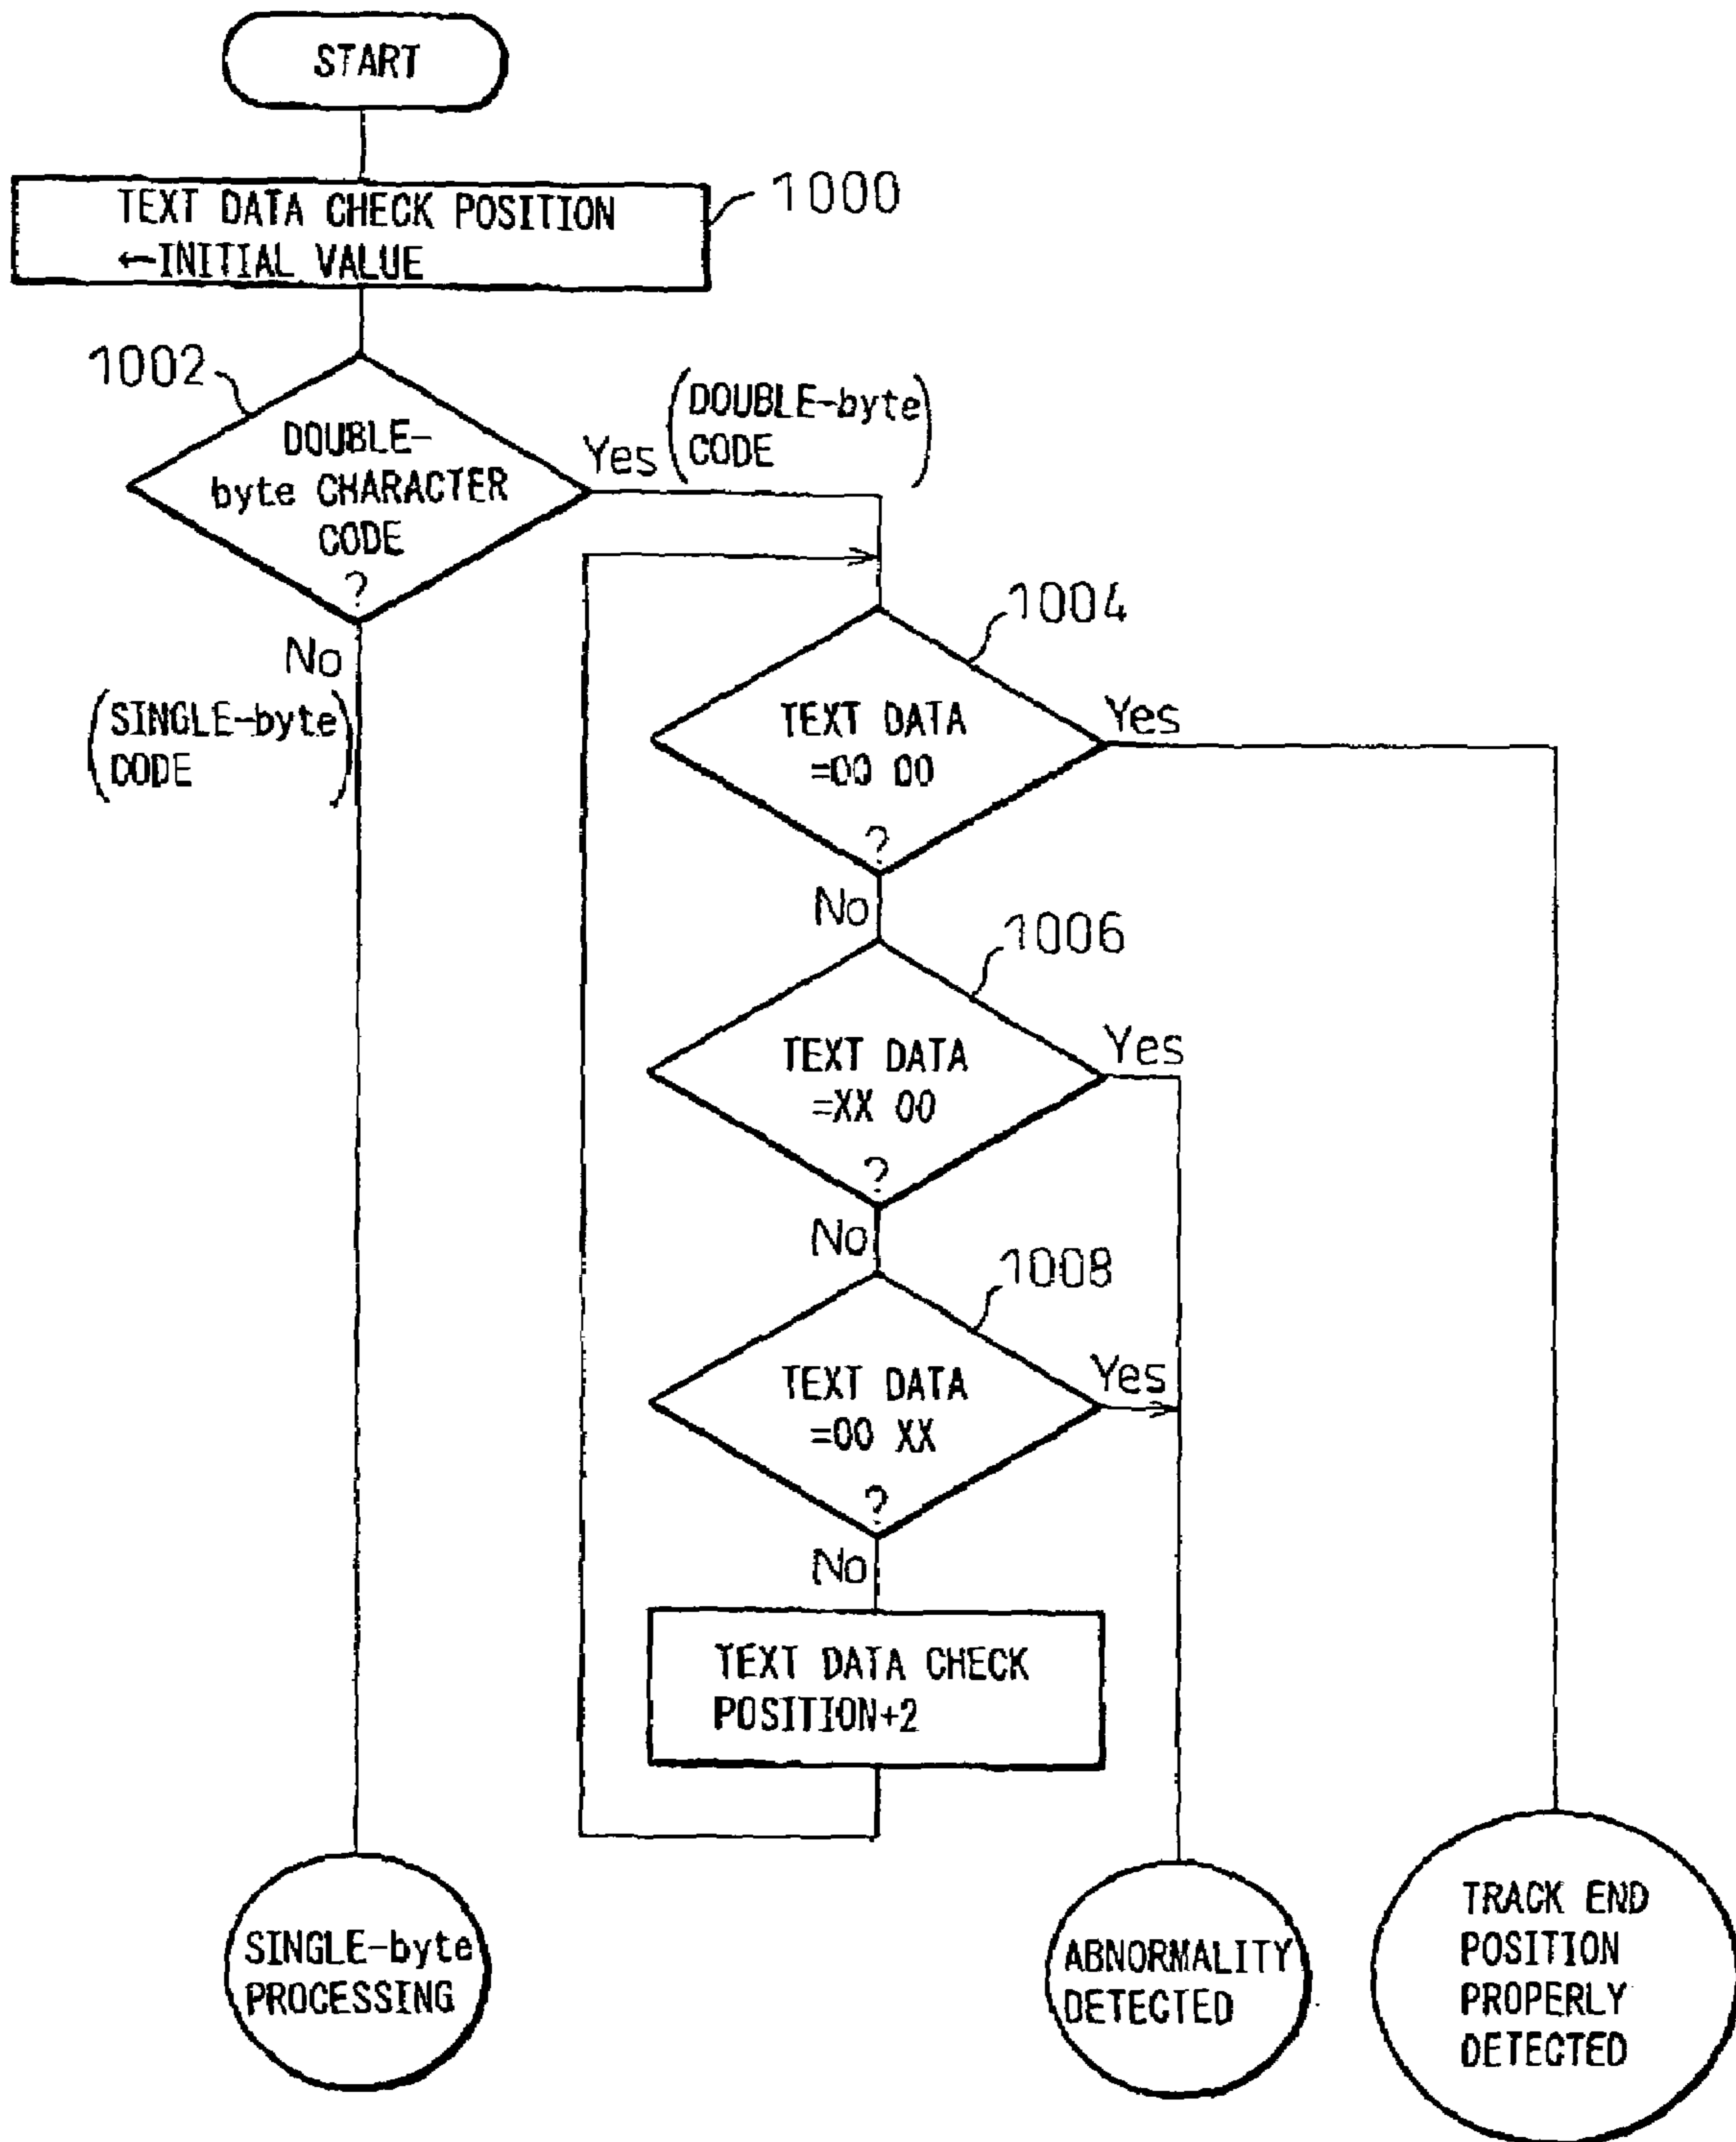 START
TEXT DATA CHECK POSITION
←INITIAL VALUE
1000
1002
DOUBLE-
byte CHARACTER
CODE
?
Yes
(DOUBLE-byte
CODE)
No
(SINGLE-byte
CODE)
1004
TEXT DATA
=00 00
?
Yes
No
1006
TEXT DATA
=XX 00
?
Yes
No
1008
TEXT DATA
=00 XX
?
Yes
No
TEXT DATA CHECK
POSITION+2
SINGLE-byte
PROCESSING
ABNORMALITY
DETECTED
TRACK END
POSITION
PROPERLY
DETECTED